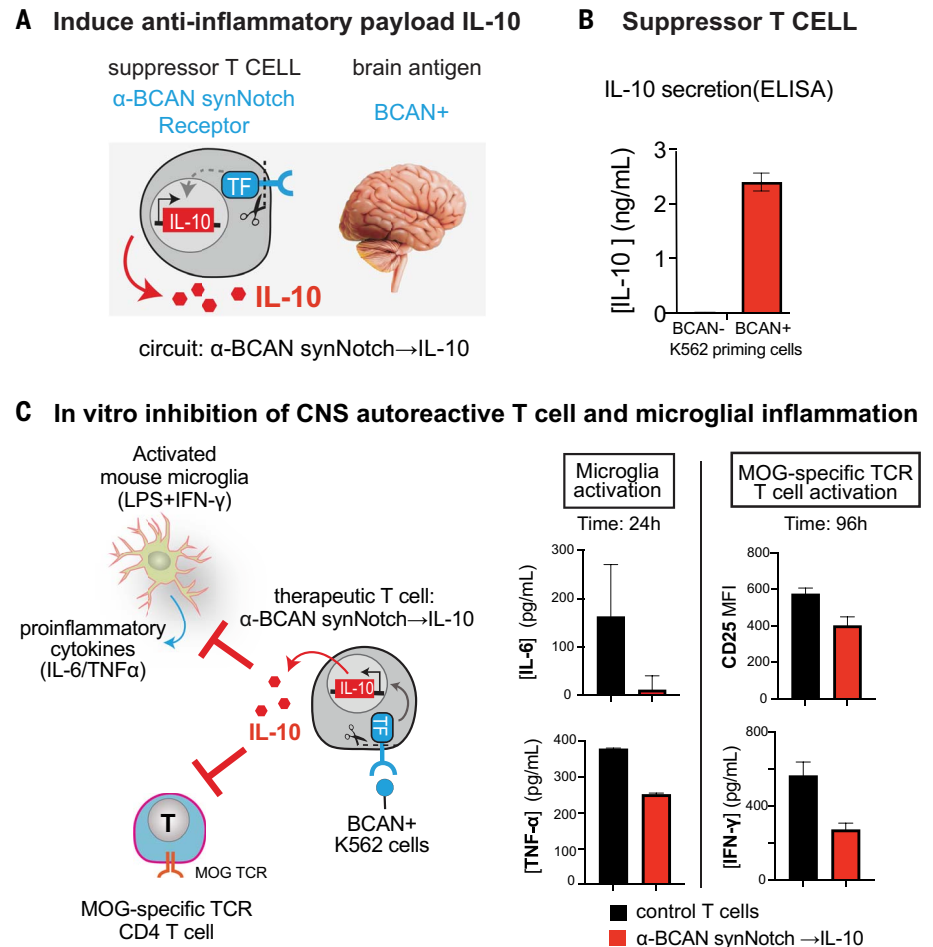 A Induce anti-inflammatory payload IL-10
suppressor T CELL
α-BCAN synNotch
Receptor
brain antigen
BCAN+
TF
IL-10
IL-10
circuit: α-BCAN synNotch→IL-10
B Suppressor T CELL
IL-10 secretion(ELISA)
[IL-10 ] (ng/mL)
3
2
1
0
BCAN- BCAN+
K562 priming cells
C In vitro inhibition of CNS autoreactive T cell and microglial inflammation
Activated
mouse microglia
(LPS+IFN-γ)
proinflammatory
cytokines
(IL-6/TNFα)
therapeutic T cell:
α-BCAN synNotch→IL-10
IL-10
TF
IL-10
BCAN+
K562 cells
T
MOG TCR
MOG-specific TCR
CD4 T cell
Microglia
activation
Time: 24h
[IL-6] (pg/mL)
300
200
100
0
[TNF-α] (pg/mL)
400
300
200
100
0
MOG-specific TCR
T cell activation
Time: 96h
CD25 MFI
800
600
400
200
0
[IFN-γ] (pg/mL)
800
400
0
control T cells
α-BCAN synNotch →IL-10